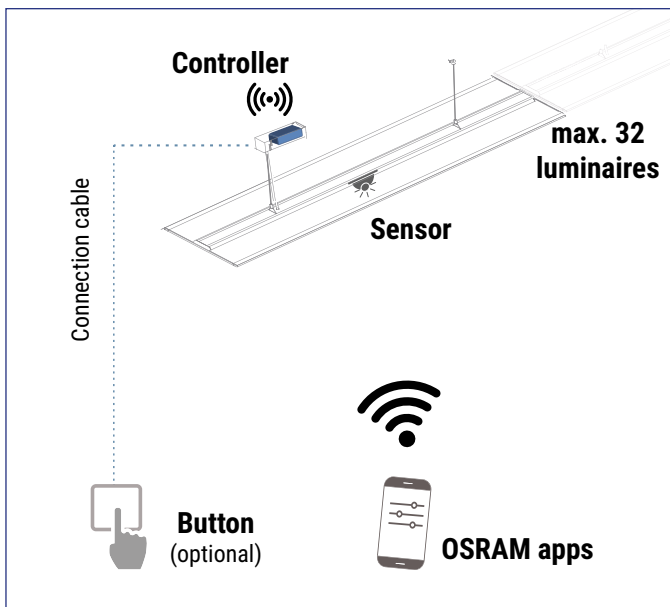 Controller
max. 32
luminaires
Sensor
Connection cable
Button
(optional)
OSRAM apps